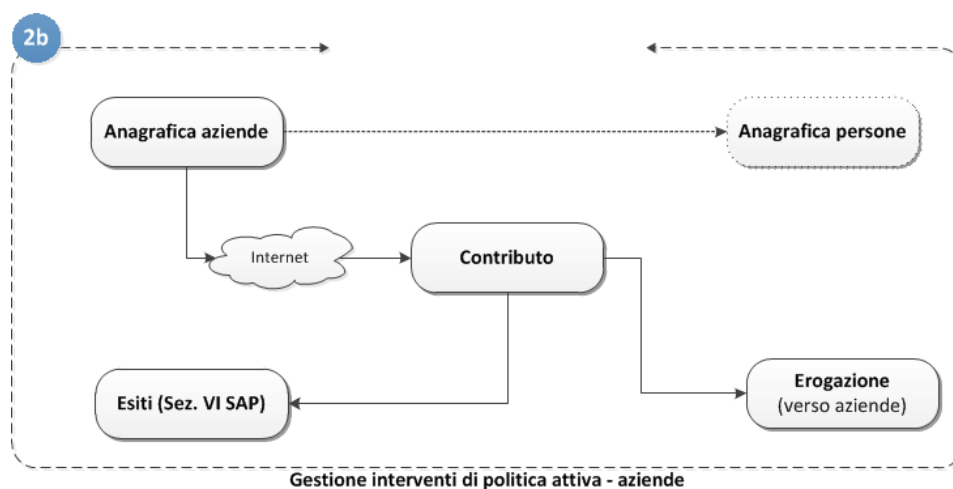 2b
Anagrafica aziende
Anagrafica persone
Internet
Contributo
Esiti (Sez. VI SAP)
Erogazione
(verso aziende)
Gestione interventi di politica attiva - aziende